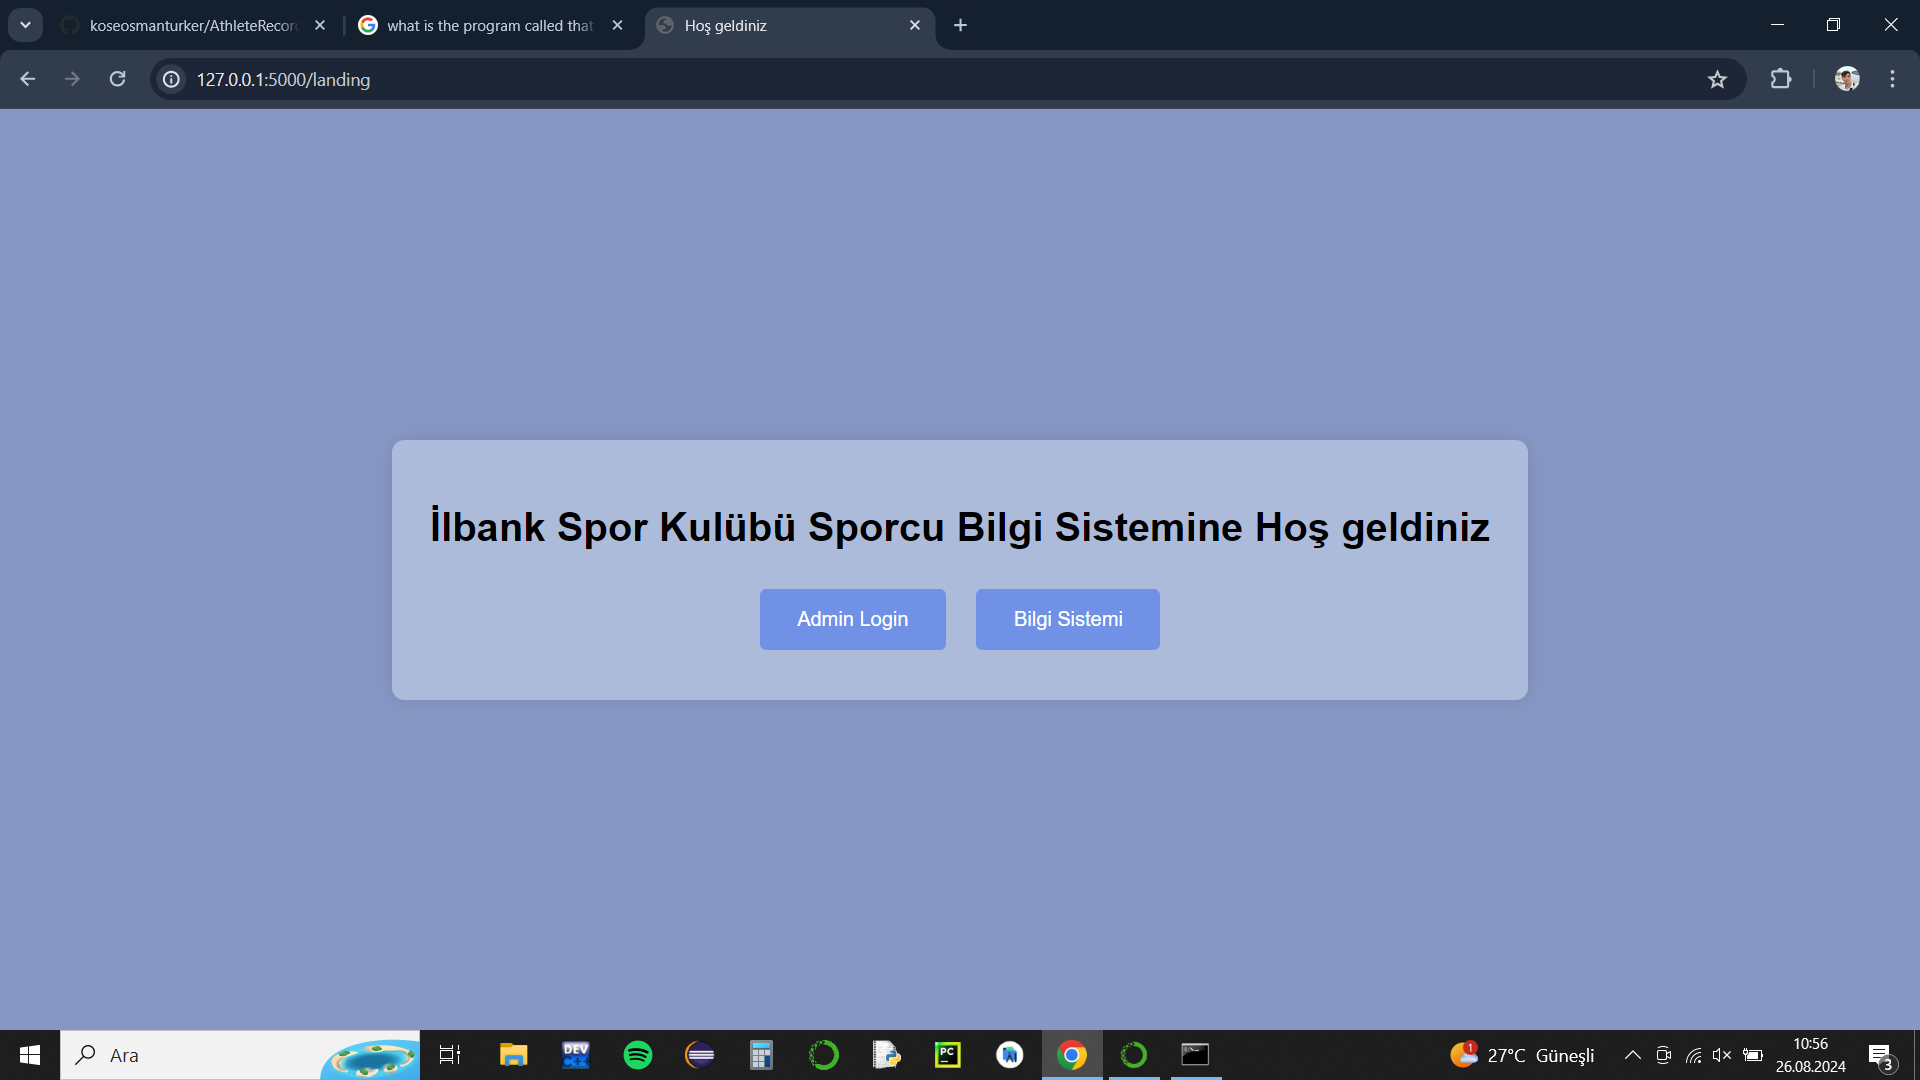 koseosmanturker/AthleteRecor
what is the program called that
Hoş geldiniz
127.0.0.1:5000/landing
İlbank Spor Kulübü Sporcu Bilgi Sistemine Hoş geldiniz
Admin Login
Bilgi Sistemi
Ara
DEV
C++
PC
1
27°C Güneşli
10:56
26.08.2024
3